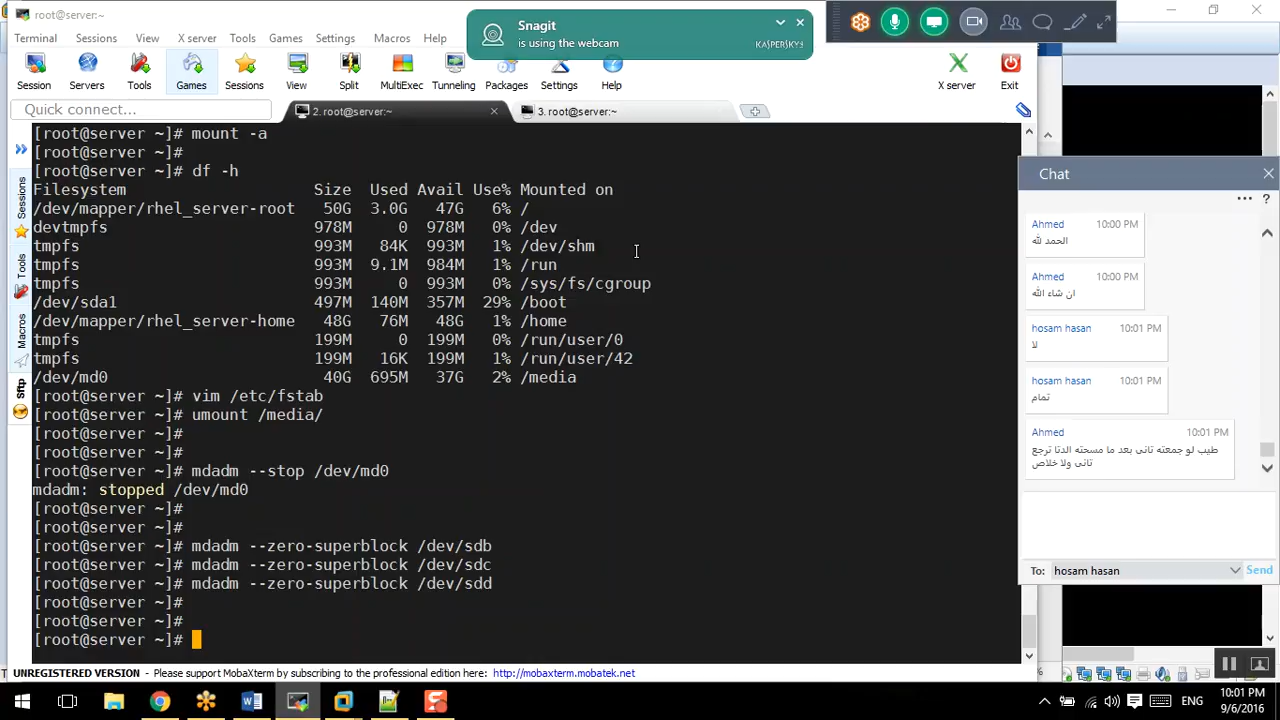 root@server:~
Terminal Sessions View X server Tools Games Settings Macros Help
Snagit
is using the webcam
KASPERSKY
Session Servers Tools Games Sessions View Split MultiExec Tunneling Packages Settings Help X server Exit
Quick connect...
2. root@server:~
3. root@server:~
Sessions
Tools
Macros
Sftp
[root@server ~]# mount -a
[root@server ~]#
[root@server ~]# df -h
Filesystem Size Used Avail Use% Mounted on
/dev/mapper/rhel_server-root 50G 3.0G 47G 6% /
devtmpfs 978M 0 978M 0% /dev
tmpfs 993M 84K 993M 1% /dev/shm
tmpfs 993M 9.1M 984M 1% /run
tmpfs 993M 0 993M 0% /sys/fs/cgroup
/dev/sda1 497M 140M 357M 29% /boot
/dev/mapper/rhel_server-home 48G 76M 48G 1% /home
tmpfs 199M 0 199M 0% /run/user/0
tmpfs 199M 16K 199M 1% /run/user/42
/dev/md0 40G 695M 37G 2% /media
[root@server ~]# vim /etc/fstab
[root@server ~]# umount /media/
[root@server ~]#
[root@server ~]#
[root@server ~]# mdadm --stop /dev/md0
mdadm: stopped /dev/md0
[root@server ~]#
[root@server ~]#
[root@server ~]# mdadm --zero-superblock /dev/sdb
[root@server ~]# mdadm --zero-superblock /dev/sdc
[root@server ~]# mdadm --zero-superblock /dev/sdd
[root@server ~]#
[root@server ~]#
[root@server ~]#
Chat
Ahmed 10:00 PM
الحمد لله
Ahmed 10:00 PM
ان شاء الله
hosam hasan 10:01 PM
لا
hosam hasan 10:01 PM
تمام
Ahmed 10:01 PM
طيب لو جمعته تانى بعد ما مسحته الدتا ترجع
تانى ولا خلاص
To: hosam hasan Send
UNREGISTERED VERSION - Please support MobaXterm by subscribing to the professional edition here: http://mobaxterm.mobatek.net
ENG
10:01 PM
9/6/2016